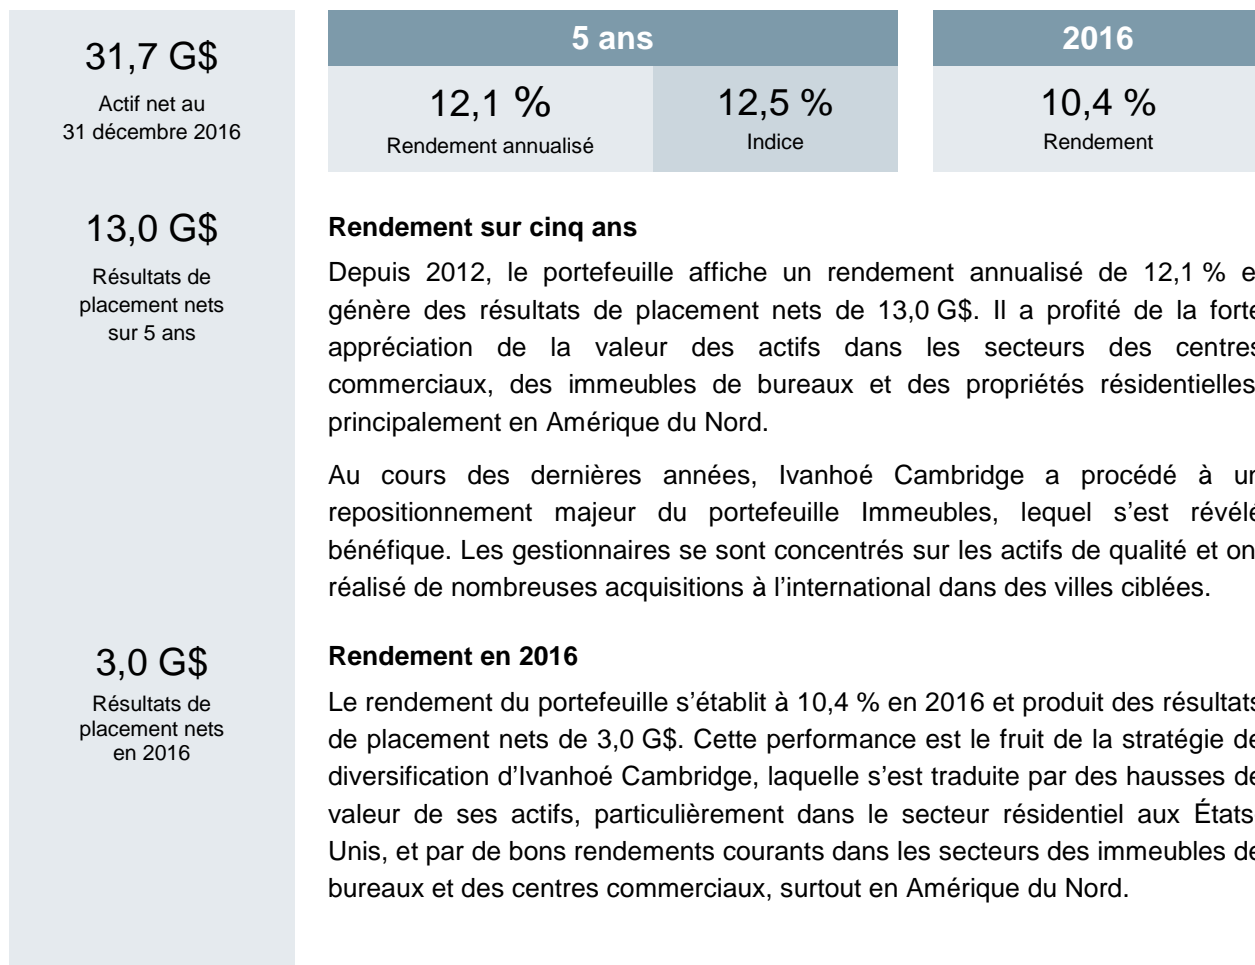 31,7 G$
Actif net au
31 décembre 2016
5 ans
12,1 %
Rendement annualisé
12,5 %
Indice
2016
10,4 %
Rendement
13,0 G$
Résultats de
placement nets
sur 5 ans
Rendement sur cinq ans
Depuis 2012, le portefeuille affiche un rendement annualisé de 12,1 % e
génère des résultats de placement nets de 13,0 G$. Il a profité de la forte
appréciation de la valeur des actifs dans les secteurs des centres
commerciaux, des immeubles de bureaux et des propriétés résidentielles
principalement en Amérique du Nord.
Au cours des dernières années, Ivanhoé Cambridge a procédé à un
repositionnement majeur du portefeuille Immeubles, lequel s’est révélé
bénéfique. Les gestionnaires se sont concentrés sur les actifs de qualité et on
réalisé de nombreuses acquisitions à l’international dans des villes ciblées.
3,0 G$
Résultats de
placement nets
en 2016
Rendement en 2016
Le rendement du portefeuille s’établit à 10,4 % en 2016 et produit des résultats
de placement nets de 3,0 G$. Cette performance est le fruit de la stratégie de
diversification d’Ivanhoé Cambridge, laquelle s’est traduite par des hausses de
valeur de ses actifs, particulièrement dans le secteur résidentiel aux États
Unis, et par de bons rendements courants dans les secteurs des immeubles de
bureaux et des centres commerciaux, surtout en Amérique du Nord.